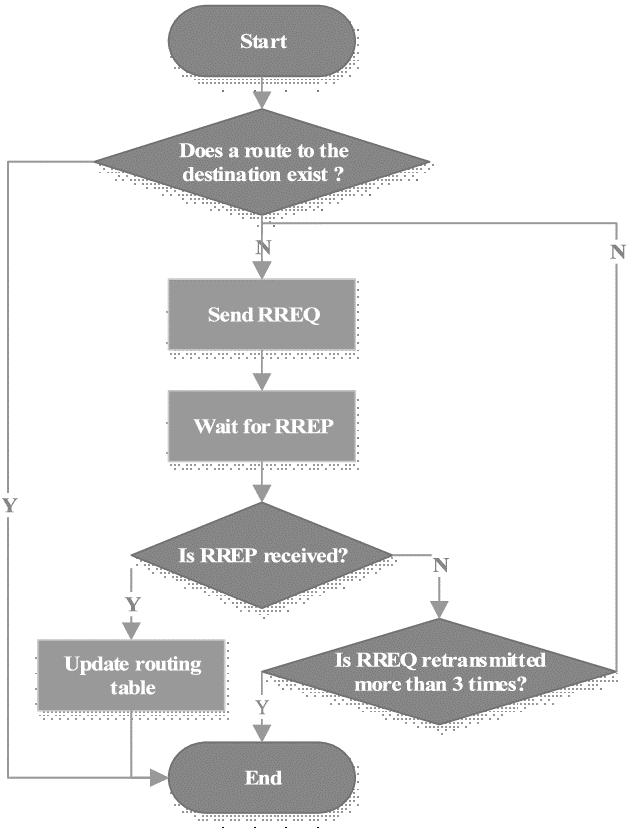 Start
Does a route to the
destination exist ?
N
N
Send RREQ
Wait for RREP
Y
Is RREP received?
N
Y
Update routing
table
Is RREQ retransmitted
more than 3 times?
Y
End